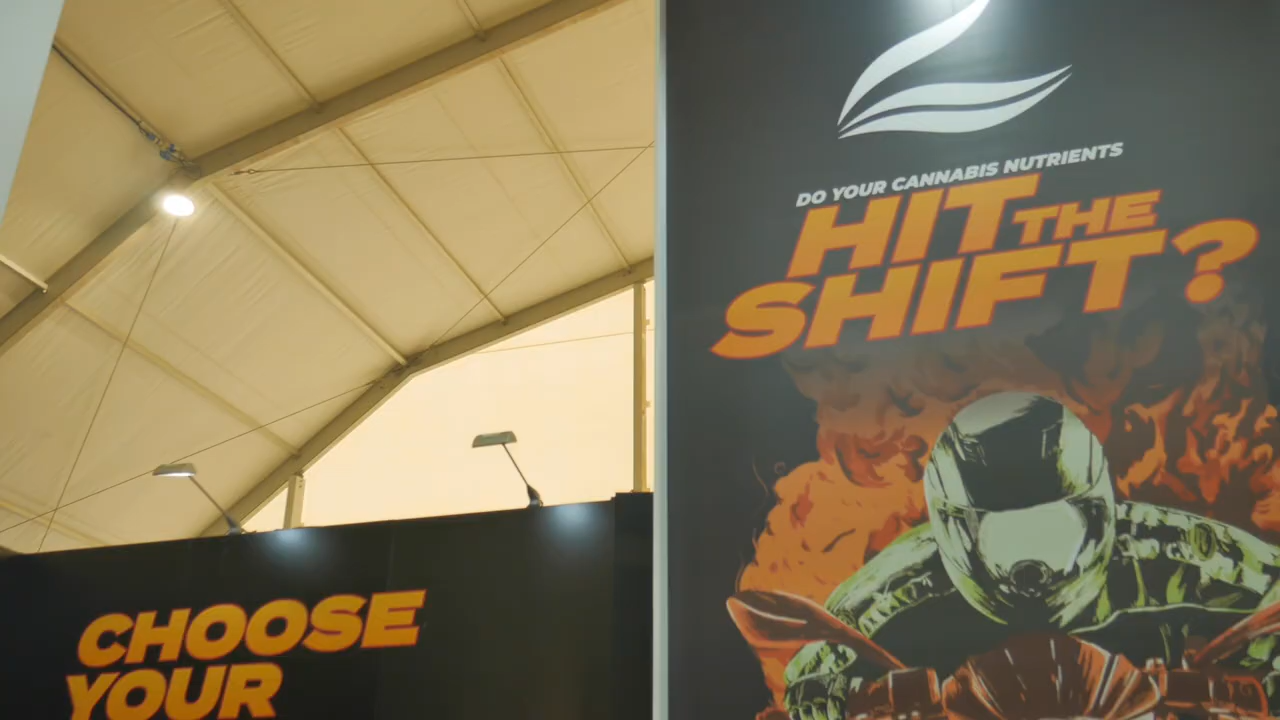 DO YOUR CANNABIS NUTRIENTS
HIT THE
SHIFT?
CHOOSE
YOUR